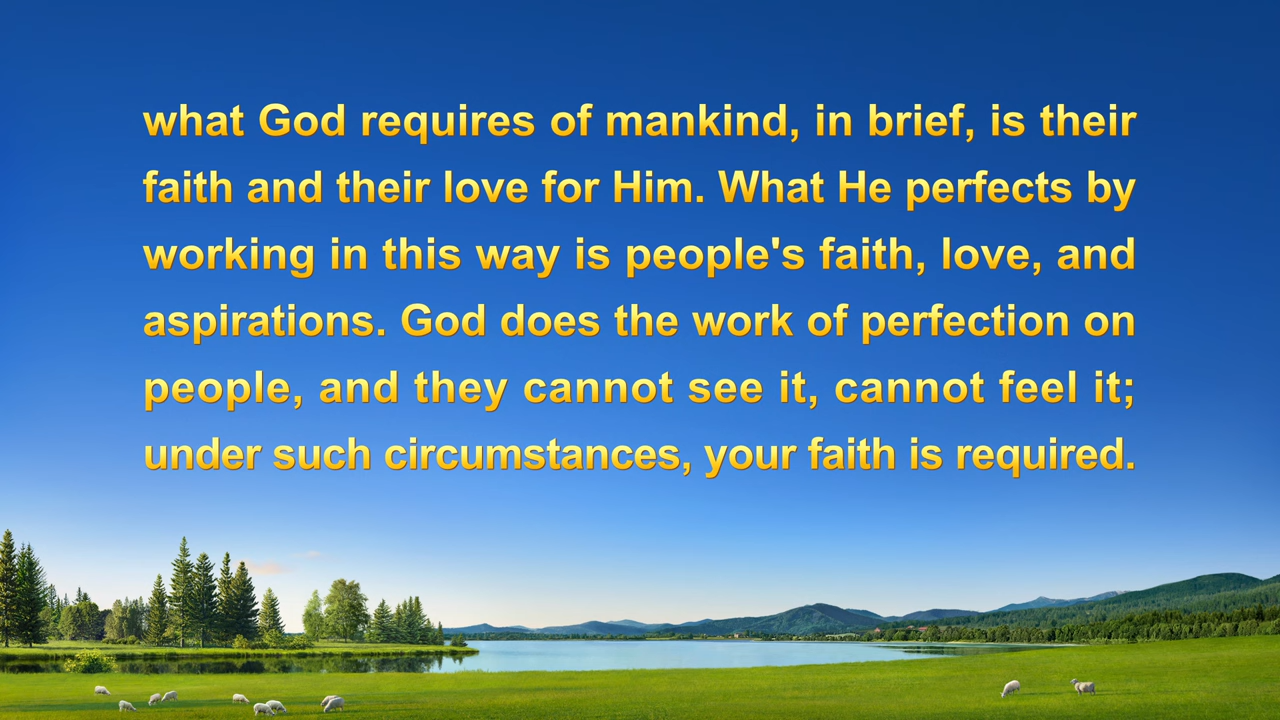 what God requires of mankind, in brief, is their
faith and their love for Him. What He perfects by
working in this way is people's faith, love, and
aspirations. God does the work of perfection on
people, and they cannot see it, cannot feel it;
under such circumstances, your faith is required.